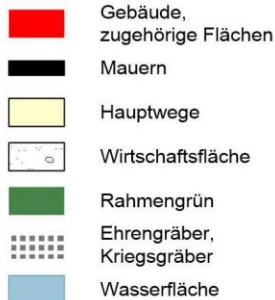 Gebäude,
zugehörige Flächen
Mauern
Hauptwege
Wirtschaftsfläche
Rahmengrün
Ehrengräber,
Kriegsgräber
Wasserfläche